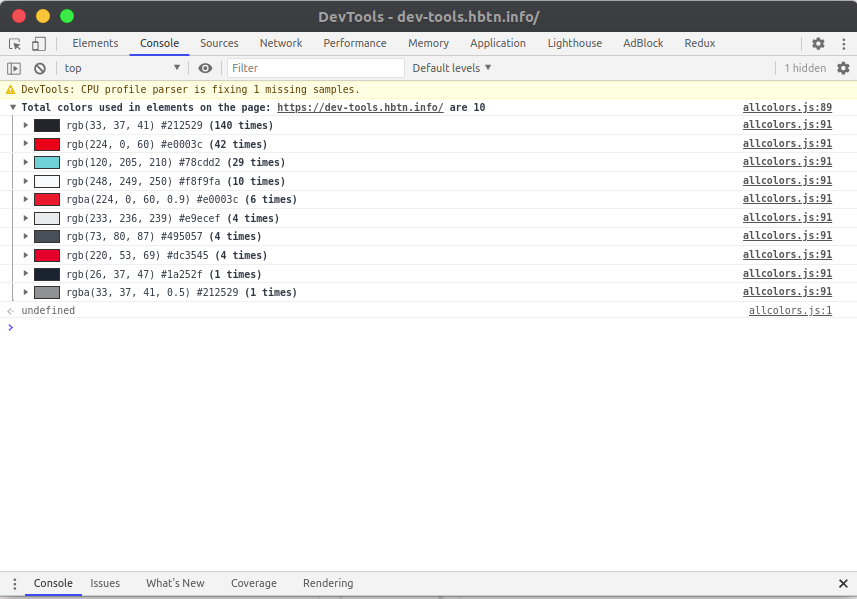 DevTools - dev-tools.hbtn.info/
Elements Console Sources Network Performance Memory Application Lighthouse AdBlock Redux
top Filter Default levels 1 hidden
DevTools: CPU profile parser is fixing 1 missing samples.
Total colors used in elements on the page: https://dev-tools.hbtn.info/ are 10 allcolors.js:89
rgb(33, 37, 41) #212529 (140 times) allcolors.js:91
rgb(224, 0, 60) #e0003c (42 times) allcolors.js:91
rgb(120, 205, 210) #78cdd2 (29 times) allcolors.js:91
rgb(248, 249, 250) #f8f9fa (10 times) allcolors.js:91
rgba(224, 0, 60, 0.9) #e0003c (6 times) allcolors.js:91
rgb(233, 236, 239) #e9ecef (4 times) allcolors.js:91
rgb(73, 80, 87) #495057 (4 times) allcolors.js:91
rgb(220, 53, 69) #dc3545 (4 times) allcolors.js:91
rgb(26, 37, 47) #1a252f (1 times) allcolors.js:91
rgba(33, 37, 41, 0.5) #212529 (1 times) allcolors.js:91
undefined allcolors.js:1
Console Issues What's New Coverage Rendering